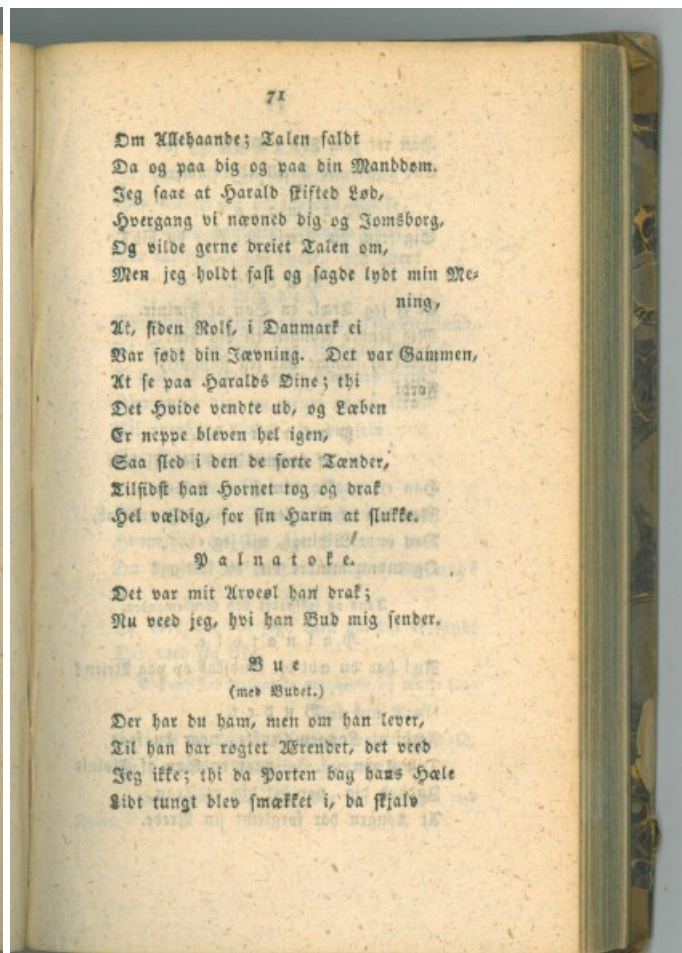 71
Om Allehaande; Talen faldt
Da og paa dig og paa din Manddom.
Jeg saae at Harald skifted Lød,
Hvergang vi nævned dig og Jomsborg,
Og vilde gerne dreiet Talen om,
Men jeg holdt fast og sagde lydt min Me-
ning,
At, siden Rolf, i Danmark ei
Var født din Jævning. Det var Gammen,
At se paa Haralds Øine; thi
Det Hvide vendte ud, og Læben
Er neppe bleven hel igen,
Saa sled i den de sorte Tænder,
Tilsidst han Hornet tog og drak
Hel vældig, for sin Harm at slukke.
Palnatoke.
Det var mit Arveøl han drak;
Nu veed jeg, hvi han Bud mig sender.
Bue
(med Budet.)
Der har du ham, men om han lever,
Til han har røgtet Ærendet, det veed
Jeg ikke; thi da Porten bag hans Hæle
Lidt tungt blev smækket i, da skjalv